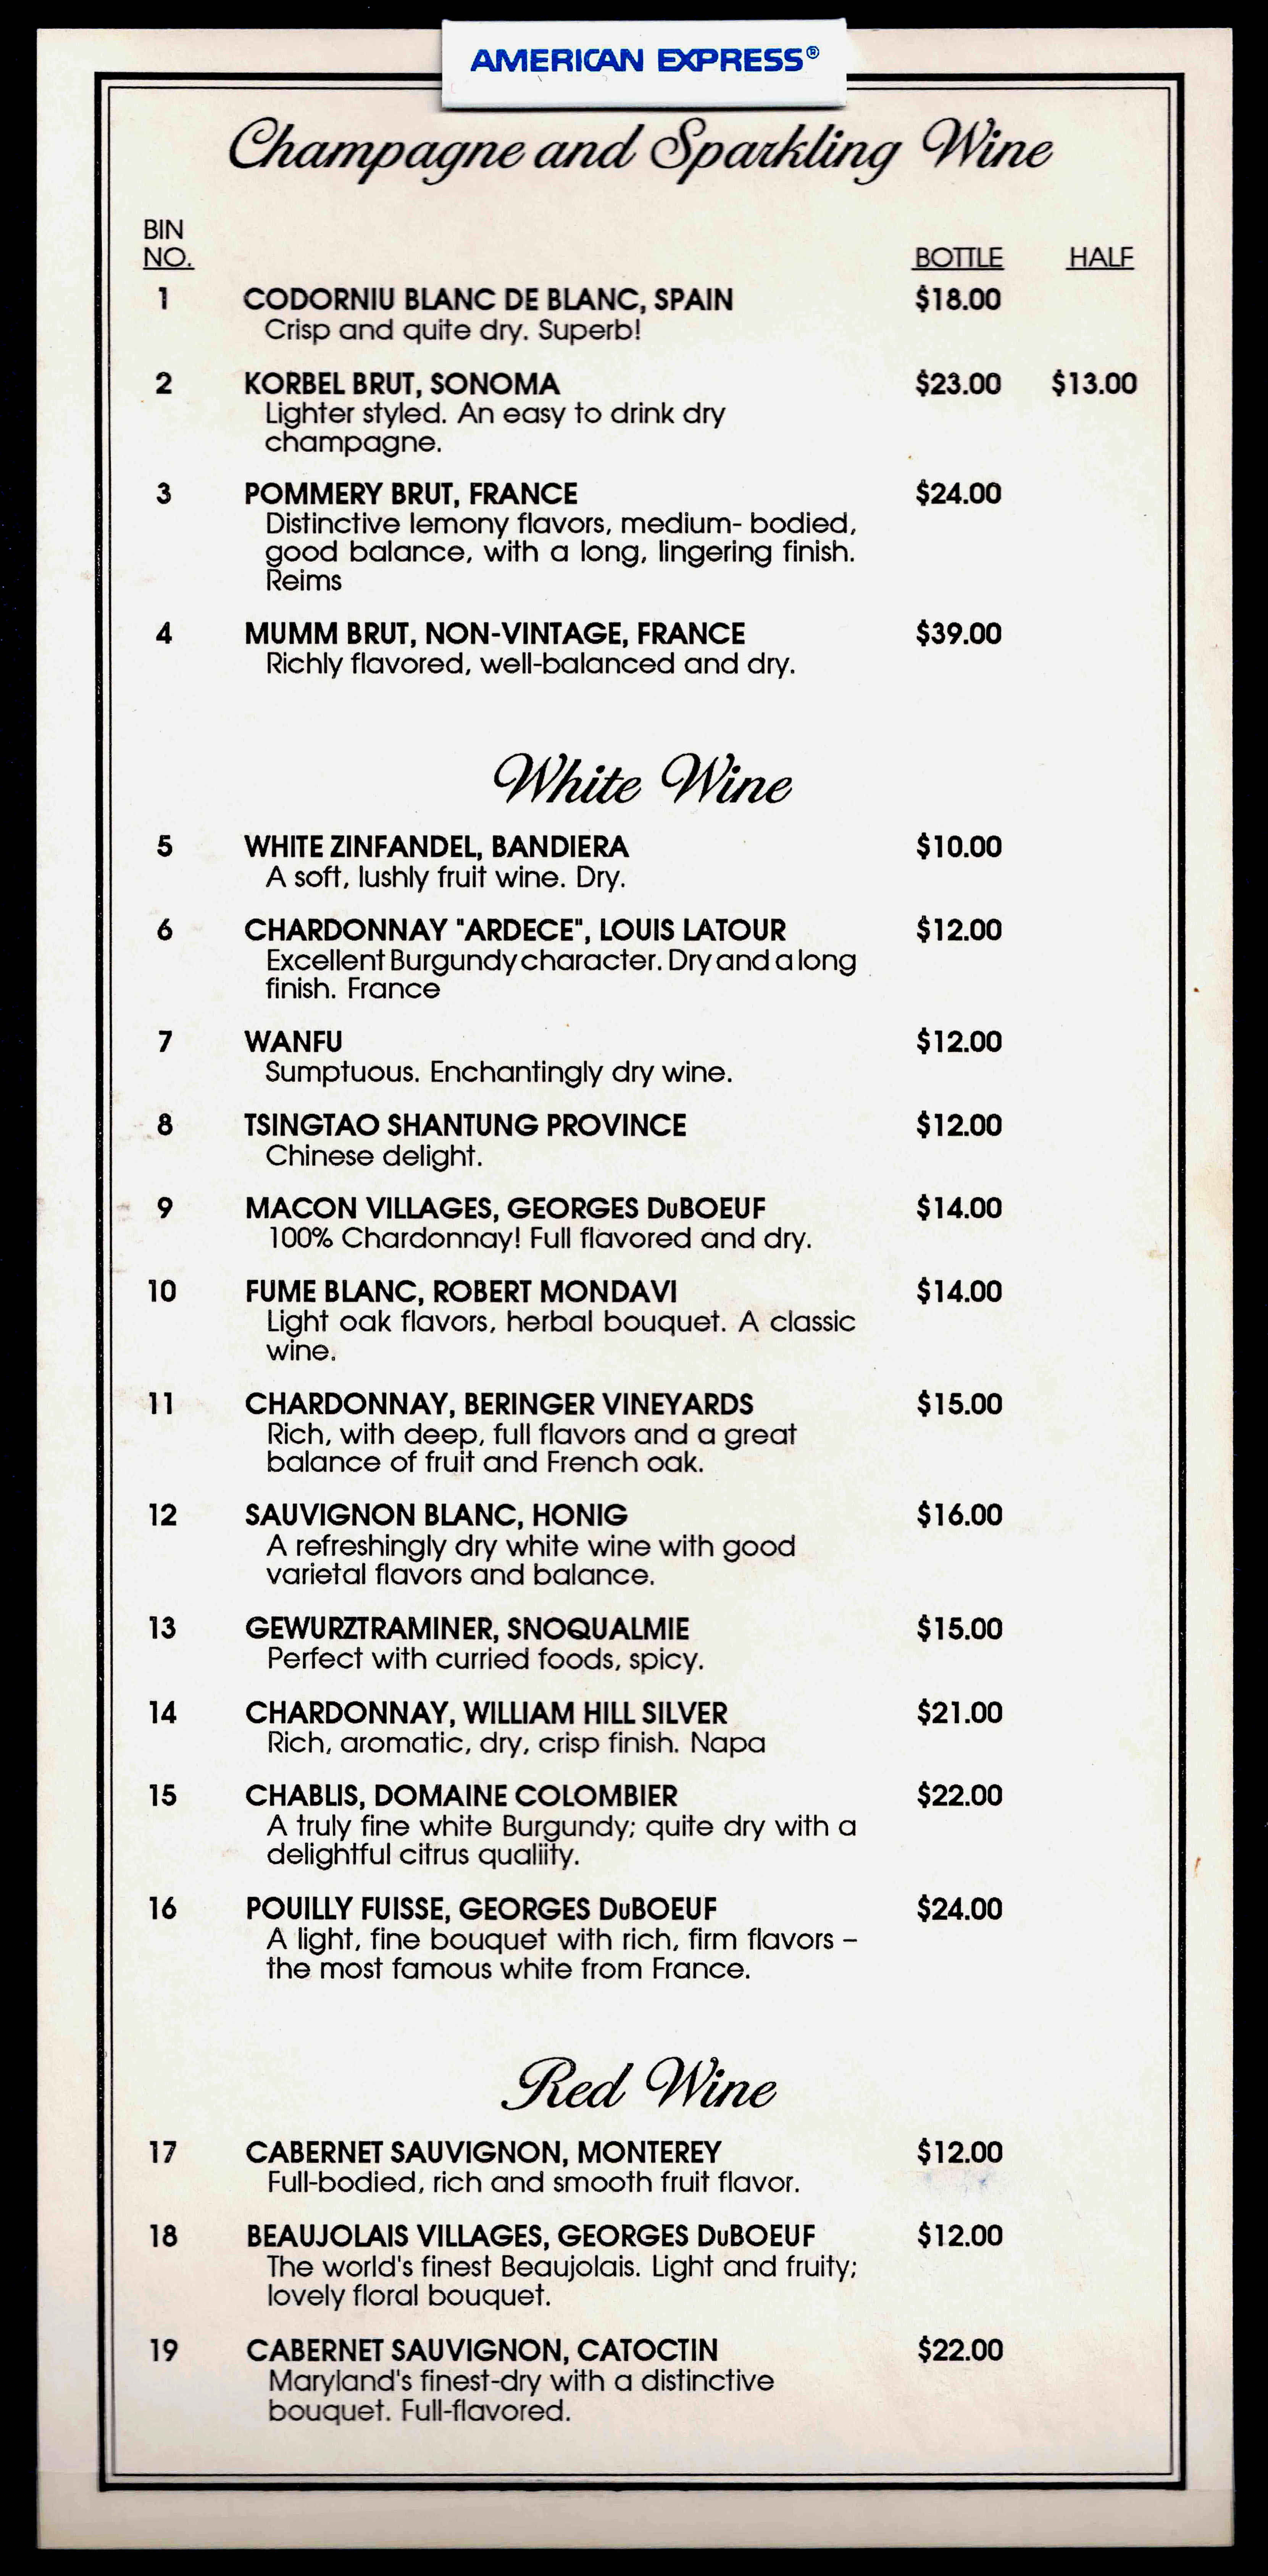 AMERICAN EXPRESS®
Champagne and Sparkling Wine
BIN
NO. BOTTLE HALF
1 CODORNIU BLANC DE BLANC, SPAIN $18.00
Crisp and quite dry. Superb!
2 KORBEL BRUT, SONOMA $23.00 $13.00
Lighter styled. An easy to drink dry
champagne.
3 POMMERY BRUT, FRANCE $24.00
Distinctive lemony flavors, medium- bodied,
good balance, with a long, lingering finish.
Reims
4 MUMM BRUT, NON-VINTAGE, FRANCE $39.00
Richly flavored, well-balanced and dry.
White Wine
5 WHITE ZINFANDEL, BANDIERA $10.00
A soft, lushly fruit wine. Dry.
6 CHARDONNAY "ARDECE", LOUIS LATOUR $12.00
Excellent Burgundy character. Dry and a long
finish. France
7 WANFU $12.00
Sumptuous. Enchantingly dry wine.
8 TSINGTAO SHANTUNG PROVINCE $12.00
Chinese delight.
9 MACON VILLAGES, GEORGES DuBOEUF $14.00
100% Chardonnay! Full flavored and dry.
10 FUME BLANC, ROBERT MONDAVI $14.00
Light oak flavors, herbal bouquet. A classic
wine.
11 CHARDONNAY, BERINGER VINEYARDS $15.00
Rich, with deep, full flavors and a great
balance of fruit and French oak.
12 SAUVIGNON BLANC, HONIG $16.00
A refreshingly dry white wine with good
varietal flavors and balance.
13 GEWURZTRAMINER, SNOQUALMIE $15.00
Perfect with curried foods, spicy.
14 CHARDONNAY, WILLIAM HILL SILVER $21.00
Rich, aromatic, dry, crisp finish. Napa
15 CHABLIS, DOMAINE COLOMBIER $22.00
A truly fine white Burgundy; quite dry with a
delightful citrus qualiity.
16 POUILLY FUISSE, GEORGES DuBOEUF $24.00
A light, fine bouquet with rich, firm flavors –
the most famous white from France.
Red Wine
17 CABERNET SAUVIGNON, MONTEREY $12.00
Full-bodied, rich and smooth fruit flavor.
18 BEAUJOLAIS VILLAGES, GEORGES DuBOEUF $12.00
The world's finest Beaujolais. Light and fruity;
lovely floral bouquet.
19 CABERNET SAUVIGNON, CATOCTIN $22.00
Maryland's finest-dry with a distinctive
bouquet. Full-flavored.